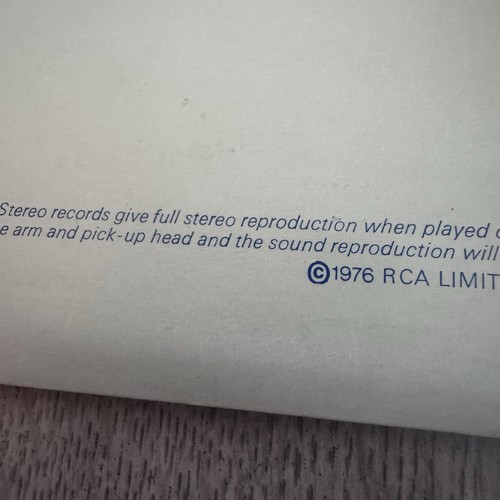 Stereo records give full stereo reproduction when played
arm and pick-up head and the sound reproduction will
©1976 RCA LIMIT